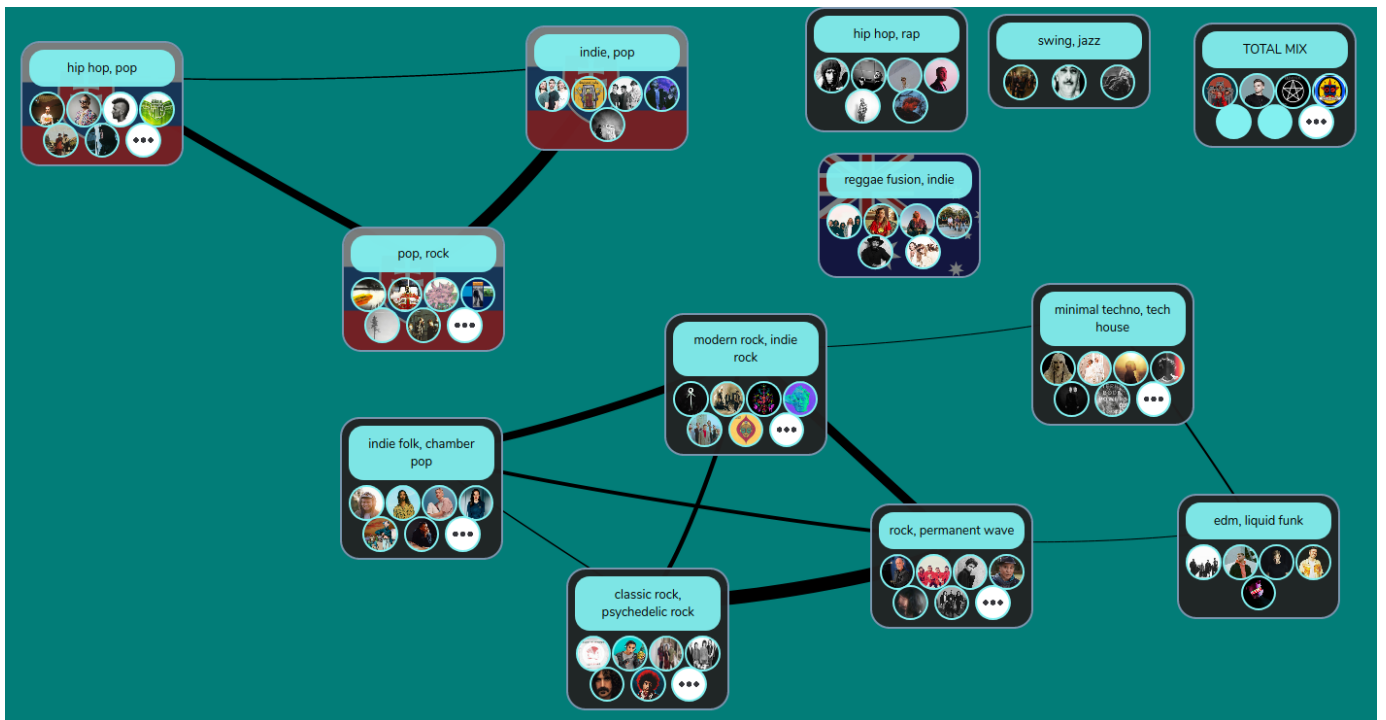 hip hop, pop
indie, pop
hip hop, rap
swing, jazz
TOTAL MIX
reggae fusion, indie
pop, rock
minimal techno, tech
house
modern rock, indie
rock
indie folk, chamber
pop
rock, permanent wave
edm, liquid funk
classic rock,
psychedelic rock